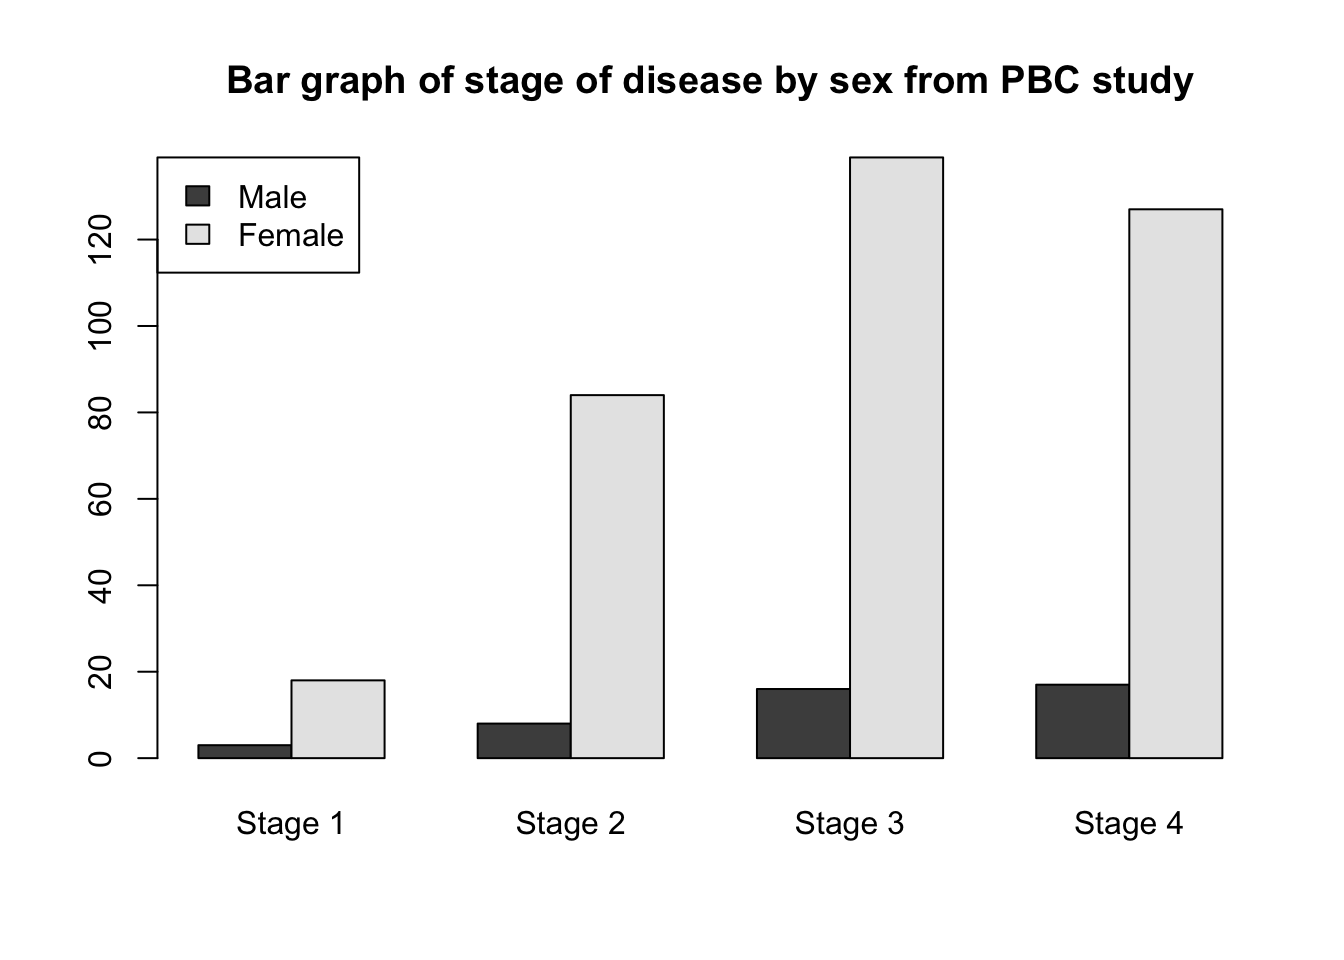 Bar graph of stage of disease by sex from PBC study
Male
Female
120
100
80
60
40
20
0
Stage 1 Stage 2 Stage 3 Stage 4